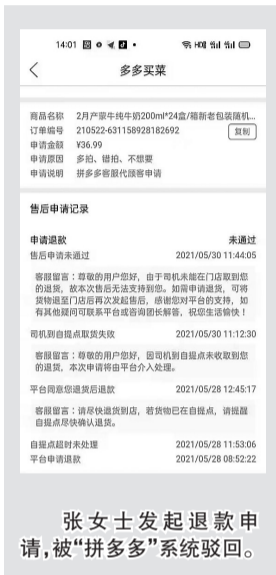 14:01
多多买菜
商品名称 2月产蒙牛纯牛奶200ml*24盒/箱新老包装随机...
订单编号 210522-631158928182692
复制
申请金额 ¥36.99
申请原因 多拍、错拍、不想要
申请说明 拼多多客服代顾客申请
售后申请记录
申请退款 未通过
售后申请未通过 2021/05/30 11:44:05
客服留言：尊敬的用户您好，由于司机未能在门店取到您
的退货，故本次售后无法支持到您。如需申请退货，可将
货物退至门店后再次发起售后，感谢您对平台的支持，如
有其他疑问可联系平台或咨询团长解答，祝您生活愉快！
司机到自提点取货失败 2021/05/30 11:12:30
客服留言：尊敬的用户您好，因司机到自提点未收取到您
的退货，本次申请将由平台介入处理。
平台同意您退货后退款 2021/05/28 12:45:17
客服留言：请尽快退货到店，若货物已在自提点，请提醒
自提点尽快确认退货。
自提点超时未处理 2021/05/28 11:53:06
平台申请退款 2021/05/28 08:52:22
张女士发起退款申
请，被“拼多多”系统驳回。